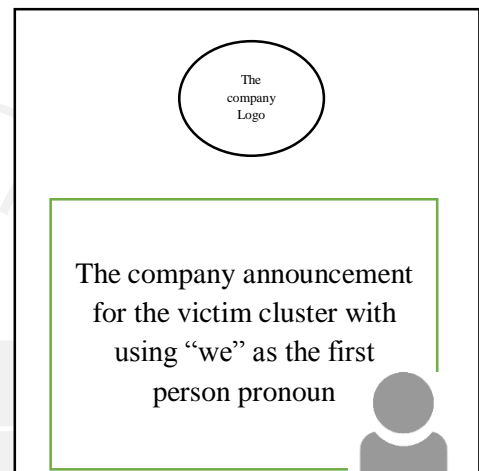 The
company
Logo
The company announcement
for the victim cluster with
using “we” as the first
person pronoun